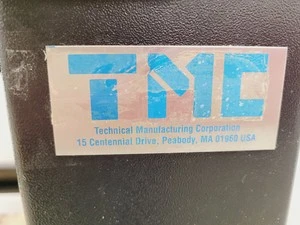 TMC
Technical Manufacturing Corporation
15 Centennial Drive, Peabody, MA 01960 USA